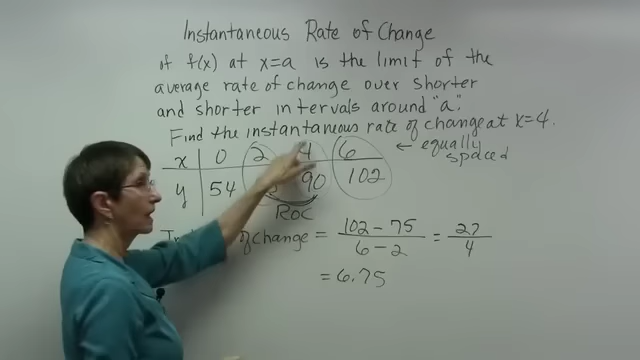 Instantaneous Rate of Change
of f(x) at x=a is the limit of the
average rate of change over shorter
and shorter intervals around "a".
Find the instantaneous rate of change at x=4.
x 0 2 4 6 ← equally spaced
y 54 90 102
ROC
of change = 102 - 75 / 6 - 2 = 27 / 4
= 6.75